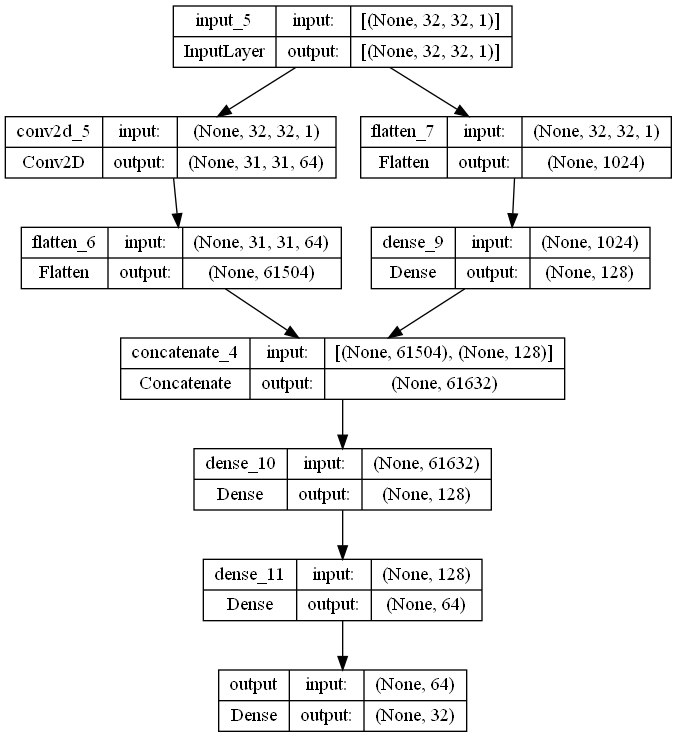 input_5 input: [(None, 32, 32, 1)]
InputLayer output: [(None, 32, 32, 1)]
conv2d_5 input: (None, 32, 32, 1)
Conv2D output: (None, 31, 31, 64)
flatten_7 input: (None, 32, 32, 1)
Flatten output: (None, 1024)
flatten_6 input: (None, 31, 31, 64)
Flatten output: (None, 61504)
dense_9 input: (None, 1024)
Dense output: (None, 128)
concatenate_4 input: [(None, 61504), (None, 128)]
Concatenate output: (None, 61632)
dense_10 input: (None, 61632)
Dense output: (None, 128)
dense_11 input: (None, 128)
Dense output: (None, 64)
output input: (None, 64)
Dense output: (None, 32)